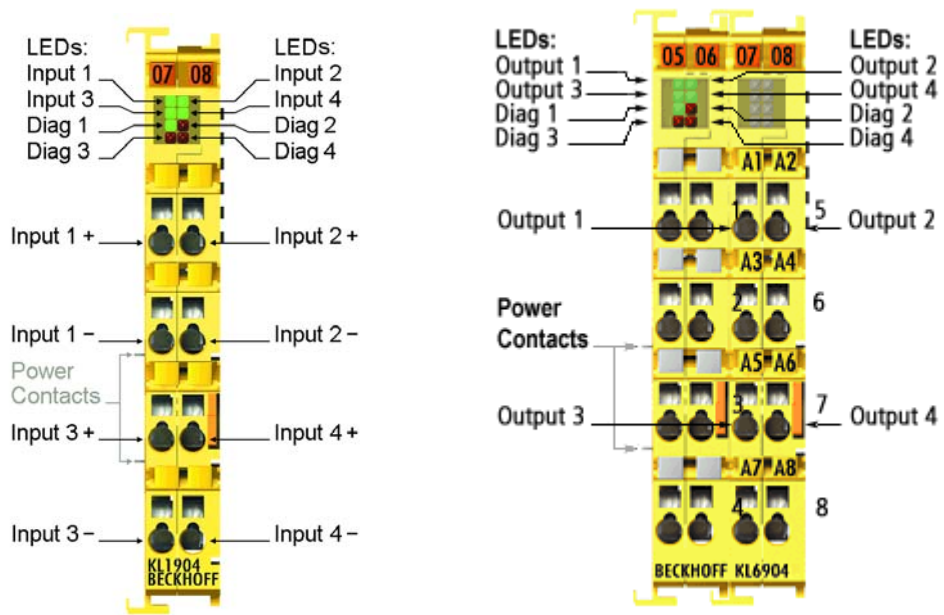 LEDs:
Input 1
Input 3
Diag 1
Diag 3
LEDs:
Input 2
Input 4
Diag 2
Diag 4
07 08
Input 1 +
Input 2 +
Input 1 −
Input 2 −
Power
Contacts
Input 3 +
Input 4 +
Input 3 −
Input 4 −
KL1904
BECKHOFF
LEDs:
Output 1
Output 3
Diag 1
Diag 3
LEDs:
Output 2
Output 4
Diag 2
Diag 4
05 06 07 08
A1 A2
Output 1
1
5
Output 2
A3 A4
Power
Contacts
2
6
A5 A6
Output 3
3
7
Output 4
A7 A8
4
8
BECKHOFF KL6904